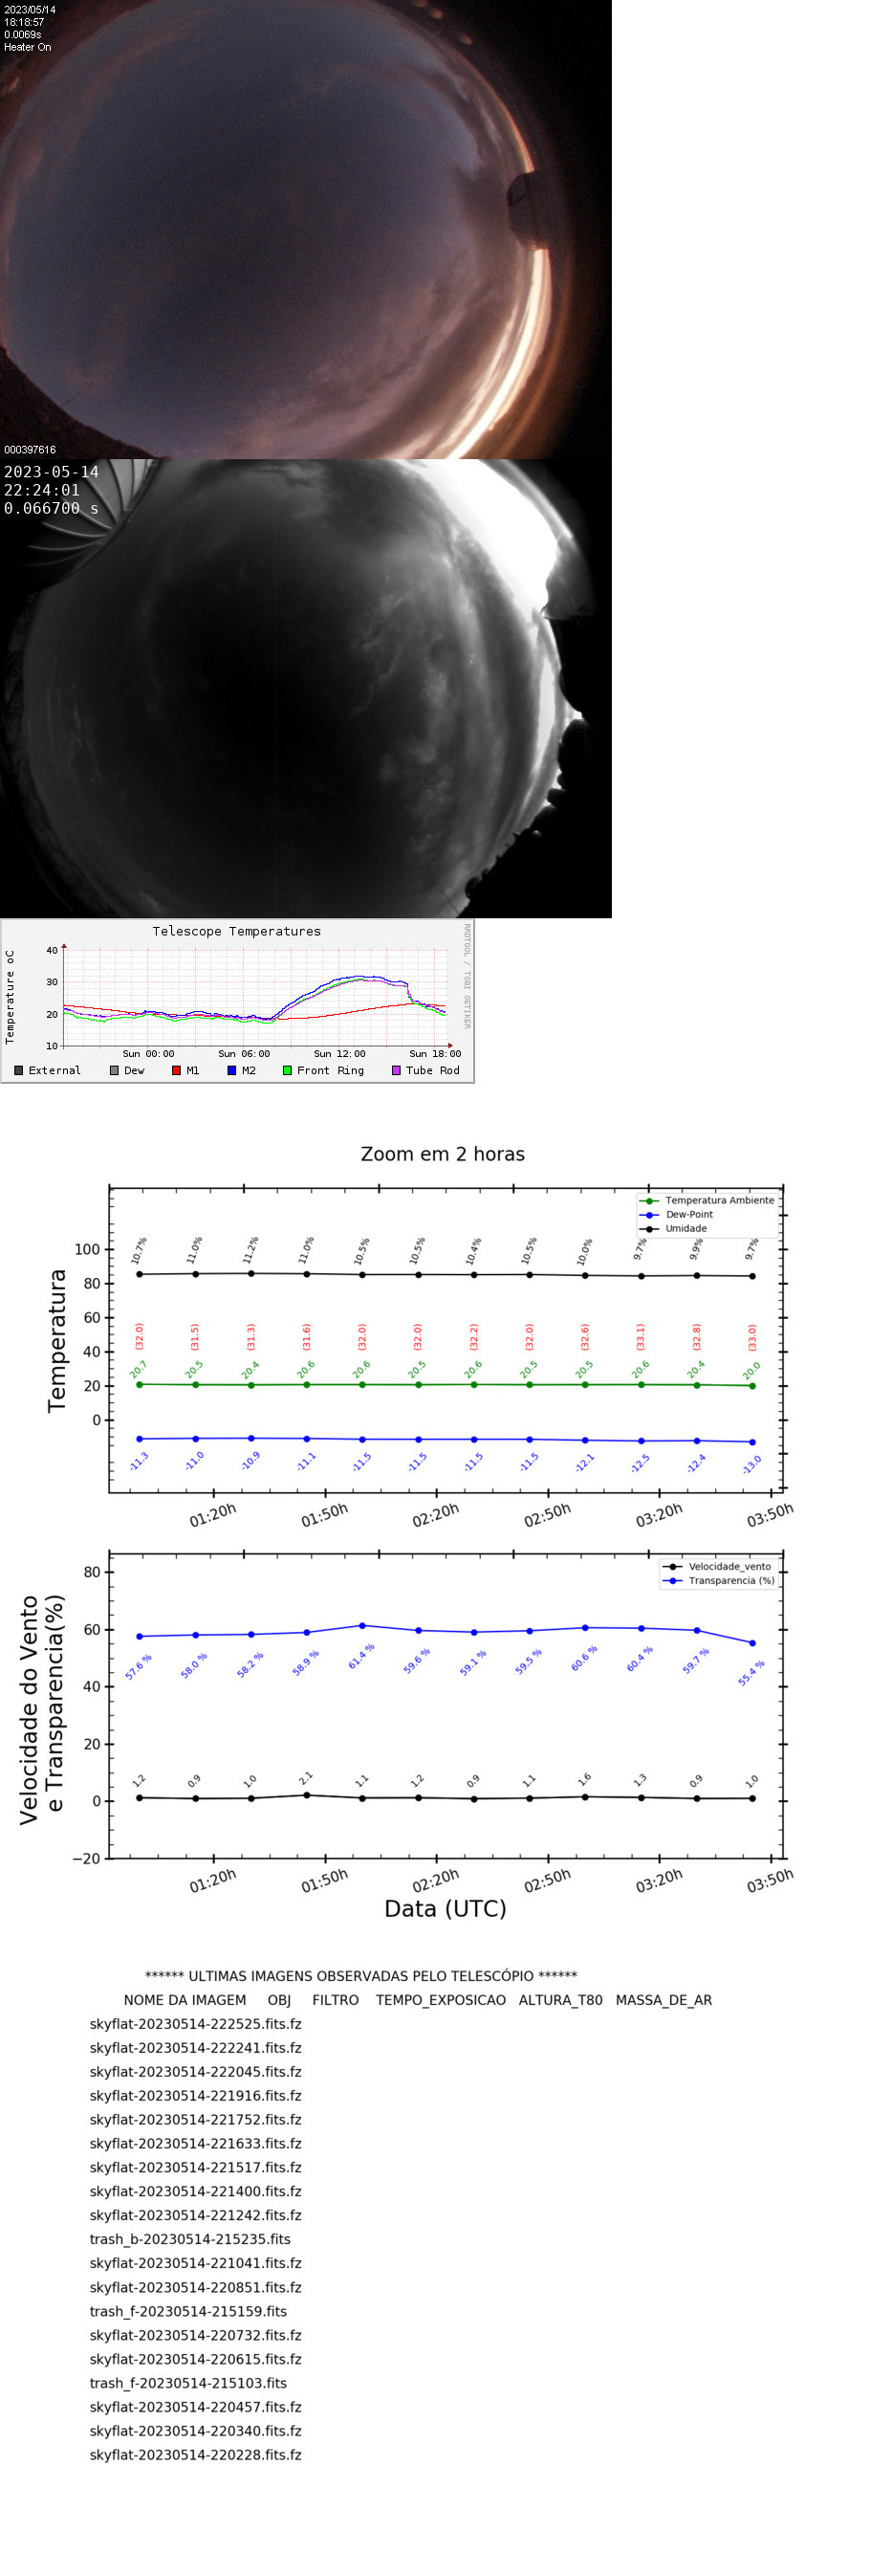 2023/05/14
18:18:57
0.0069s
Heater On
000397616
2023-05-14
22:24:01
0.066700 s
Telescope Temperatures
RRDTOOL / TOBI OETIKER
Temperature oC
40
30
20
10
Sun 00:00 Sun 06:00 Sun 12:00 Sun 18:00
External Dew M1 M2 Front Ring Tube Rod
Zoom em 2 horas
Temperatura Ambiente
Dew-Point
Umidade
Temperatura
100
80
60
40
20
0
10.7% 11.0% 11.2% 11.0% 10.5% 10.5% 10.4% 10.5% 10.0% 9.7% 9.9% 9.7%
(32.0) (31.5) (31.3) (31.6) (32.0) (32.0) (32.2) (32.0) (32.6) (33.1) (32.8) (33.0)
20.7 20.5 20.4 20.6 20.6 20.5 20.6 20.5 20.5 20.6 20.4 20.0
-11.3 -11.0 -10.9 -11.1 -11.5 -11.5 -11.5 -11.5 -12.1 -12.5 -12.4 -13.0
01:20h 01:50h 02:20h 02:50h 03:20h 03:50h
Velocidade_vento
Transparencia (%)
Velocidade do Vento
e Transparencia(%)
80
60
40
20
0
−20
57.6 % 58.0 % 58.2 % 58.9 % 61.4 % 59.6 % 59.1 % 59.5 % 60.6 % 60.4 % 59.7 % 55.4 %
1.2 0.9 1.0 2.1 1.1 1.2 0.9 1.1 1.6 1.3 0.9 1.0
01:20h 01:50h 02:20h 02:50h 03:20h 03:50h
Data (UTC)
****** ULTIMAS IMAGENS OBSERVADAS PELO TELESCÓPIO ******
NOME DA IMAGEM OBJ FILTRO TEMPO_EXPOSICAO ALTURA_T80 MASSA_DE_AR
skyflat-20230514-222525.fits.fz
skyflat-20230514-222241.fits.fz
skyflat-20230514-222045.fits.fz
skyflat-20230514-221916.fits.fz
skyflat-20230514-221752.fits.fz
skyflat-20230514-221633.fits.fz
skyflat-20230514-221517.fits.fz
skyflat-20230514-221400.fits.fz
skyflat-20230514-221242.fits.fz
trash_b-20230514-215235.fits
skyflat-20230514-221041.fits.fz
skyflat-20230514-220851.fits.fz
trash_f-20230514-215159.fits
skyflat-20230514-220732.fits.fz
skyflat-20230514-220615.fits.fz
trash_f-20230514-215103.fits
skyflat-20230514-220457.fits.fz
skyflat-20230514-220340.fits.fz
skyflat-20230514-220228.fits.fz